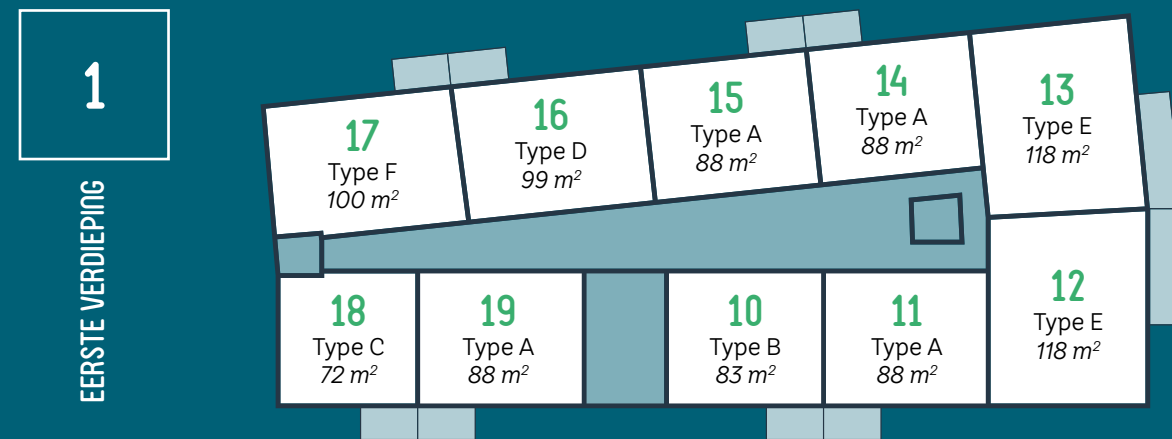 1
EERSTE VERDIEPING
17
Type F
100 m²
16
Type D
99 m²
15
Type A
88 m²
14
Type A
88 m²
13
Type E
118 m²
18
Type C
72 m²
19
Type A
88 m²
10
Type B
83 m²
11
Type A
88 m²
12
Type E
118 m²